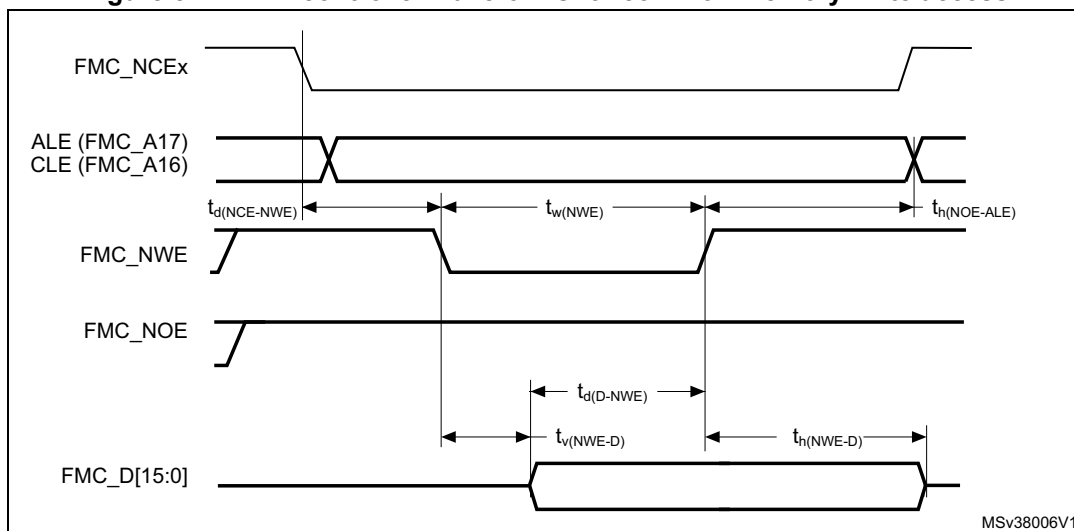 FMC_NCEx
ALE (FMC_A17)
CLE (FMC_A16)
td(NCE-NWE)
tw(NWE)
th(NOE-ALE)
FMC_NWE
FMC_NOE
td(D-NWE)
tv(NWE-D)
th(NWE-D)
FMC_D[15:0]
MSv38006V1